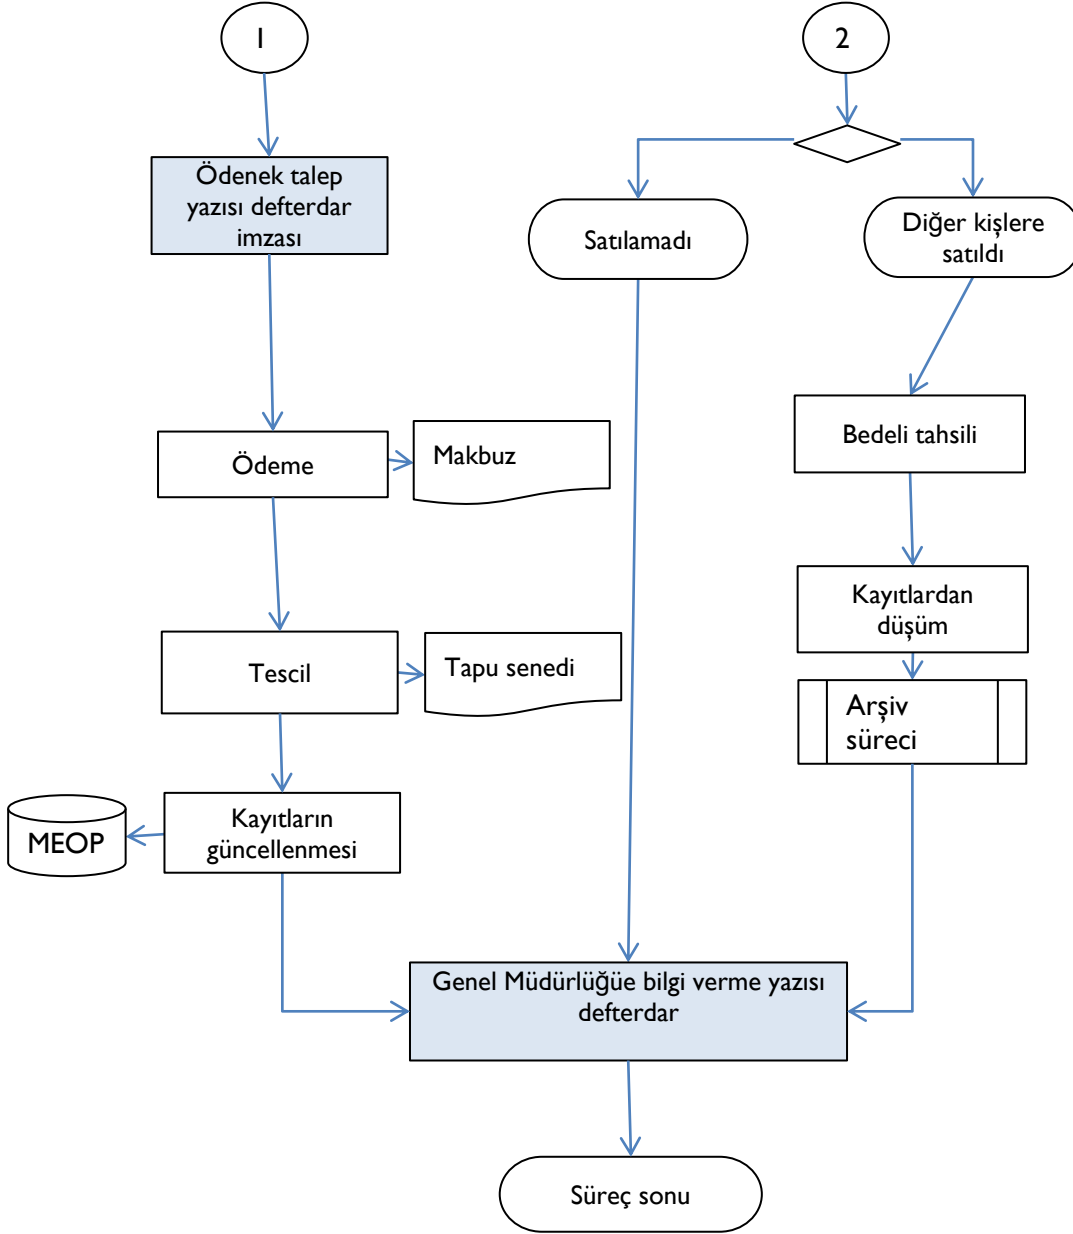 1
2
Ödenek talep
yazısı defterdar
imzası
Satılamadı
Diğer kişlere
satıldı
Bedeli tahsili
Ödeme
Makbuz
Kayıtlardan
düşüm
Tescil
Tapu senedi
Arşiv
süreci
MEOP
Kayıtların
güncellenmesi
Genel Müdürlüğüe bilgi verme yazısı
defterdar
Süreç sonu